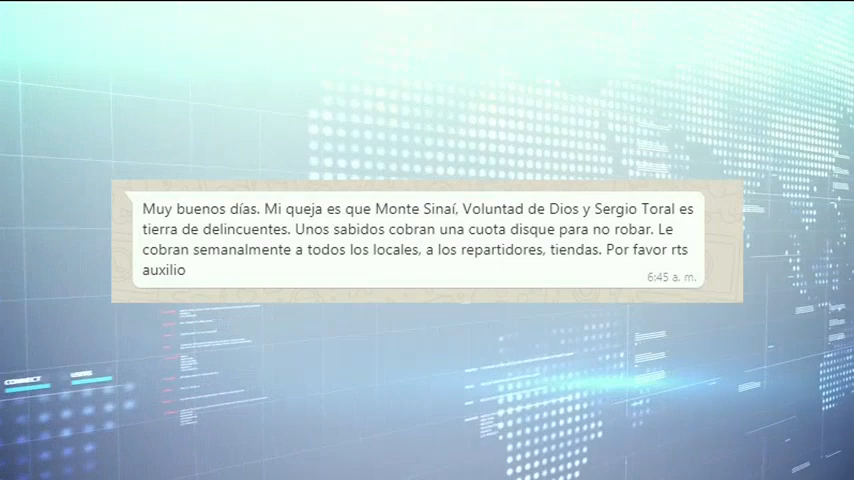 Muy buenos días. Mi queja es que Monte Sinaí, Voluntad de Dios y Sergio Toral es
tierra de delincuentes. Unos sabidos cobran una cuota disque para no robar. Le
cobran semanalmente a todos los locales, a los repartidores, tiendas. Por favor rts
auxilio
6:45 a. m.
CONNECT